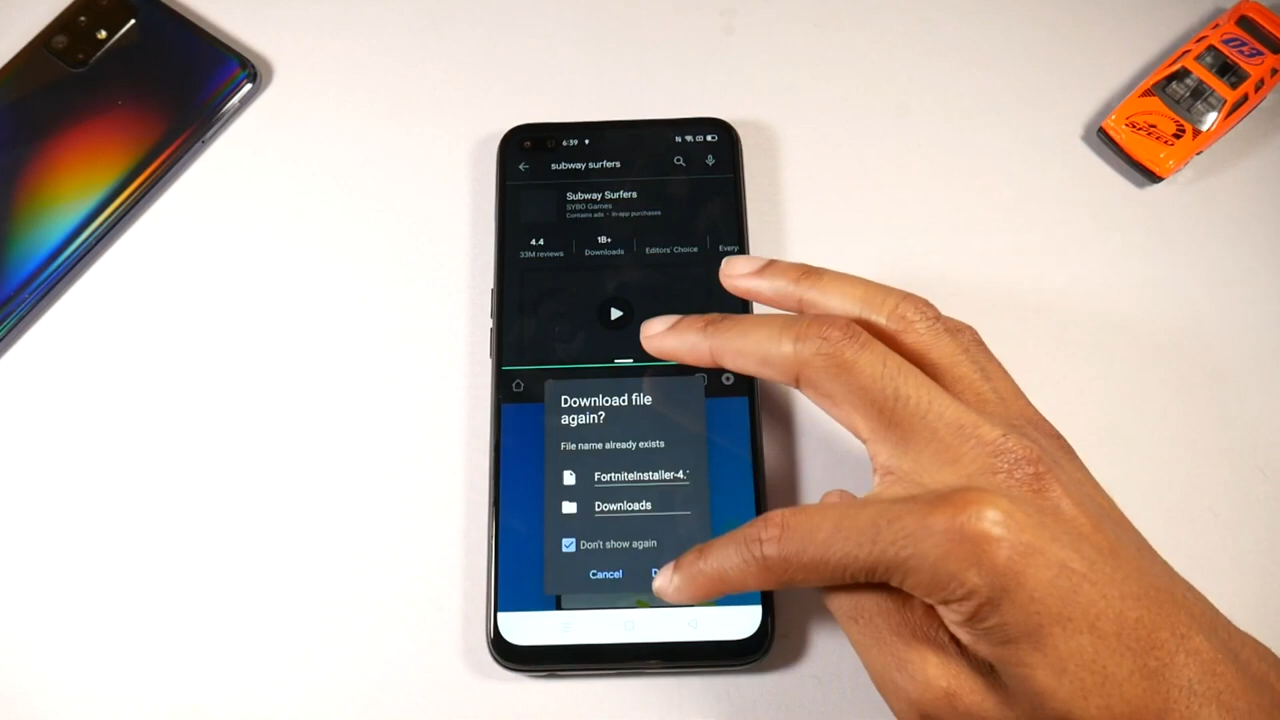 6:39
subway surfers
Subway Surfers
SYBO Games
Contains ads • In-app purchases
4.4
33M reviews
1B+
Downloads
Editors' Choice
Download file
again?
File name already exists
FortniteInstaller-4.
Downloads
Don't show again
Cancel
03
SPEED